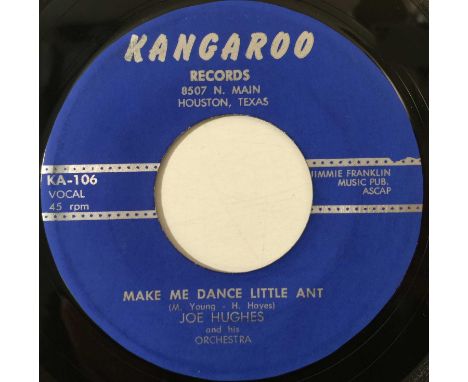 KANGAROO
RECORDS
8507 N. MAIN
HOUSTON, TEXAS
KA-106
VOCAL
45 rpm
JIMMIE FRANKLIN
MUSIC PUB.
ASCAP
MAKE ME DANCE LITTLE ANT
(M. Young - H. Hayes)
JOE HUGHES
and his
ORCHESTRA